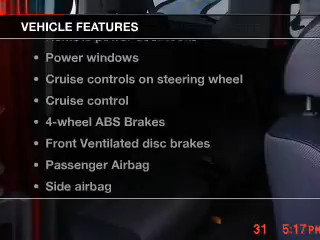 VEHICLE FEATURES
• Power windows
• Cruise controls on steering wheel
• Cruise control
• 4-wheel ABS Brakes
• Front Ventilated disc brakes
• Passenger Airbag
• Side airbag
31 5:17PM